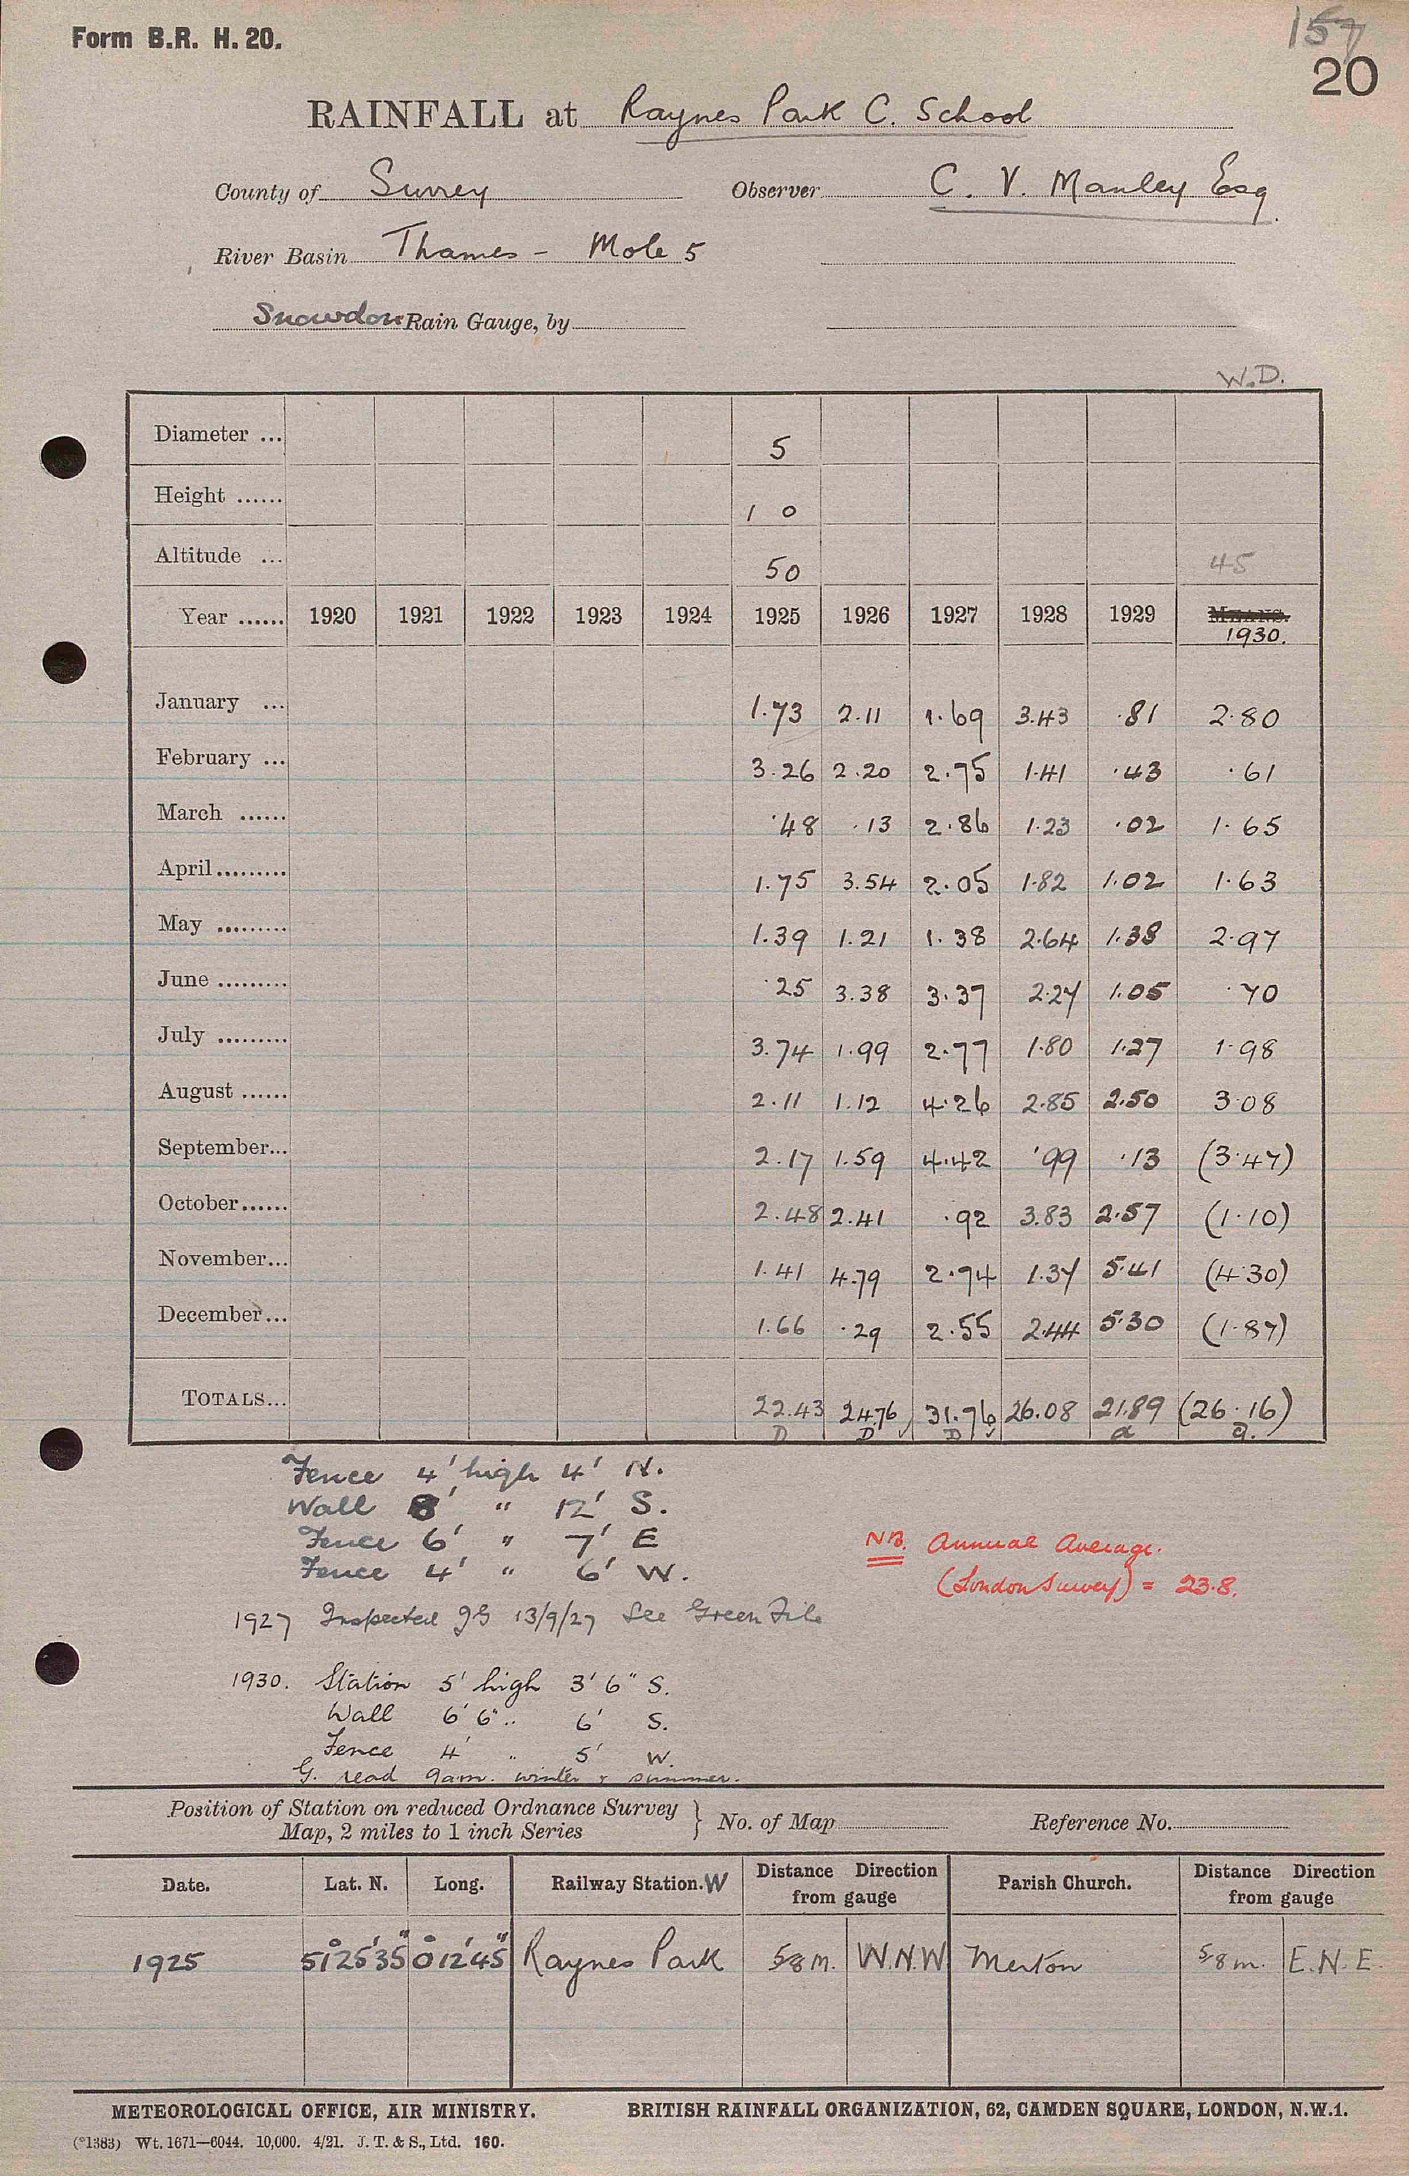 Form B.R. H. 20.
157
20
RAINFALL at Raynes Park C. School
County of Surrey Observer C. V. Manley Esq.
River Basin Thames - Mole 5
Snowdon Rain Gauge, by
W.D.
Diameter ... 5
Height ...... 1 0
Altitude ... 50 45
Year ...... 1920 1921 1922 1923 1924 1925 1926 1927 1928 1929 MEANS. 1930.
January ... 1.73 2.11 1.69 3.43 .81 2.80
February ... 3.26 2.20 2.75 1.41 .43 .61
March ...... .48 .13 2.86 1.23 .02 1.65
April ......... 1.75 3.54 2.05 1.82 1.02 1.63
May ......... 1.39 1.21 1.38 2.64 1.38 2.97
June ......... .25 3.38 3.37 2.27 1.05 .70
July ......... 3.74 1.99 2.77 1.80 1.27 1.98
August ...... 2.11 1.12 4.26 2.85 2.50 3.08
September... 2.17 1.59 4.42 .99 .13 (3.47)
October...... 2.48 2.41 .92 3.83 2.57 (1.10)
November... 1.41 4.79 2.94 1.37 5.41 (4.30)
December... 1.66 .29 2.55 2.44 5.30 (1.87)
TOTALS... 22.43 24.76 31.76 26.08 21.89 (26.16)
D D D a a.
Fence 4' high 4' N.
Wall 8' " 12' S.
Fence 6' " 7' E
Fence 4' " 6' W.
NB. Annual Average.
(London Survey) = 23.8.
1927 Inspected JG 13/9/27 See Green File
1930. Station 5' high 3' 6" S.
Wall 6' 6" .. 6' S.
Fence 4' .. 5' W.
G. read 9am. winter & summer.
Position of Station on reduced Ordnance Survey Map, 2 miles to 1 inch Series } No. of Map Reference No.
Date. Lat. N. Long. Railway Station. W Distance Direction from gauge Parish Church. Distance Direction from gauge
1925 51° 25' 35" 0° 12' 45" Raynes Park 5/8 m. W.N.W. Merton 5/8 m. E.N.E.
METEOROLOGICAL OFFICE, AIR MINISTRY. BRITISH RAINFALL ORGANIZATION, 62, CAMDEN SQUARE, LONDON, N.W.1.
(*1383) Wt. 1671—6044. 10,000. 4/21. J. T. & S., Ltd. 160.